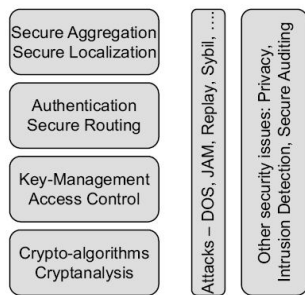 Secure Aggregation
Secure Localization
Authentication
Secure Routing
Key-Management
Access Control
Crypto-algorithms
Cryptanalysis
Attacks – DOS, JAM, Replay, Sybil, ....
Other security issues: Privacy,
Intrusion Detection, Secure Auditing